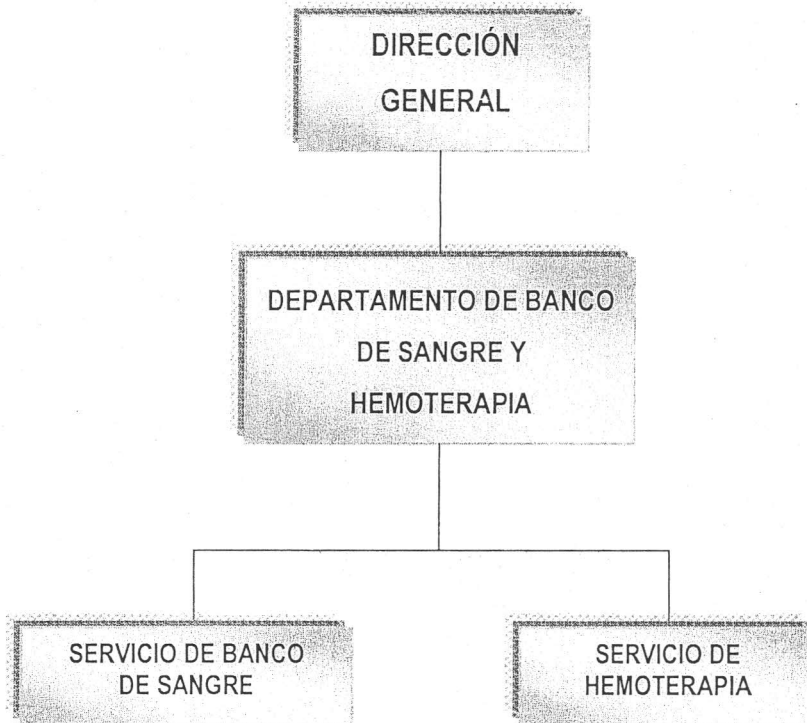 DIRECCIÓN
GENERAL
DEPARTAMENTO DE BANCO
DE SANGRE Y
HEMOTERAPIA
SERVICIO DE BANCO
DE SANGRE
SERVICIO DE
HEMOTERAPIA